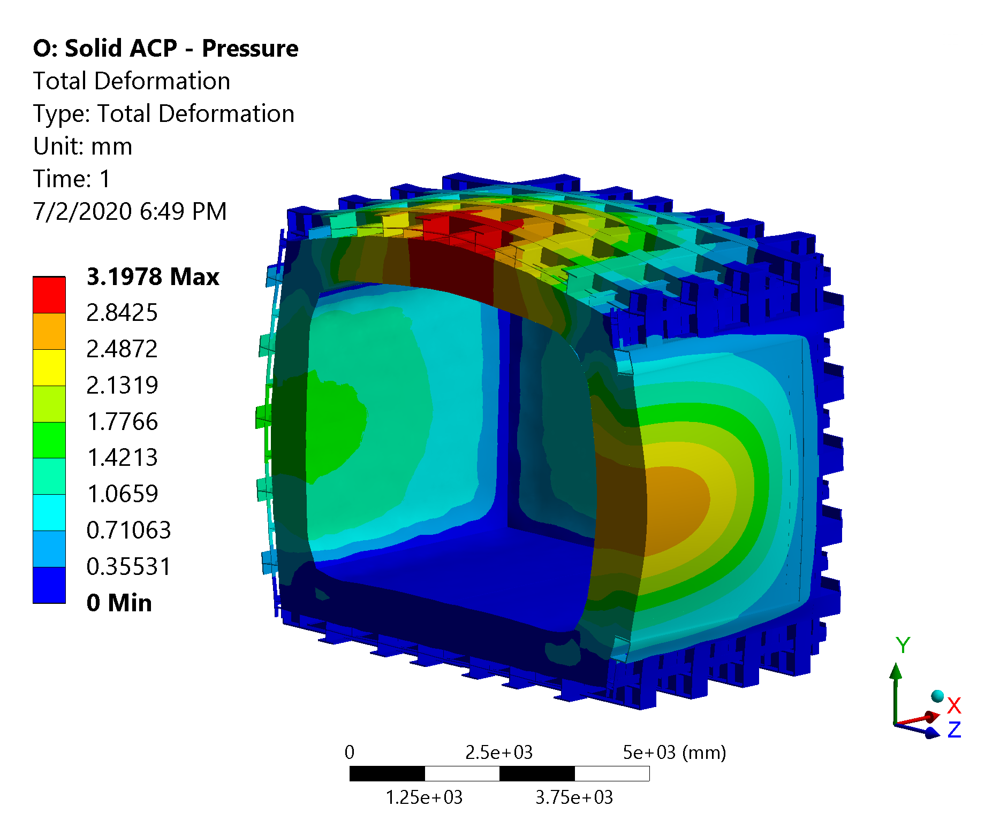 O: Solid ACP - Pressure
Total Deformation
Type: Total Deformation
Unit: mm
Time: 1
7/2/2020 6:49 PM
3.1978 Max
2.8425
2.4872
2.1319
1.7766
1.4213
1.0659
0.71063
0.35531
0 Min
Y
X
Z
0 2.5e+03 5e+03 (mm)
1.25e+03 3.75e+03